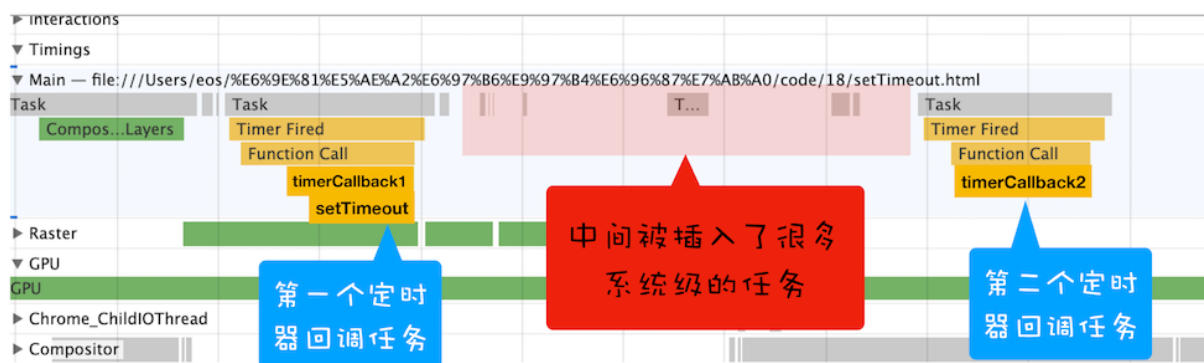 Interactions
Timings
Main — file:///Users/eos/%E6%9E%81%E5%AE%A2%E6%97%B6%E9%97%B4%E6%96%87%E7%AB%A0/code/18/setTimeout.html
Task
Task
T...
Task
Compos...Layers
Timer Fired
Timer Fired
Function Call
Function Call
timerCallback1
timerCallback2
setTimeout
Raster
中间被插入了很多
系统级的任务
GPU
GPU
第一个定时
器回调任务
第二个定时
器回调任务
Chrome_ChildIOThread
Compositor